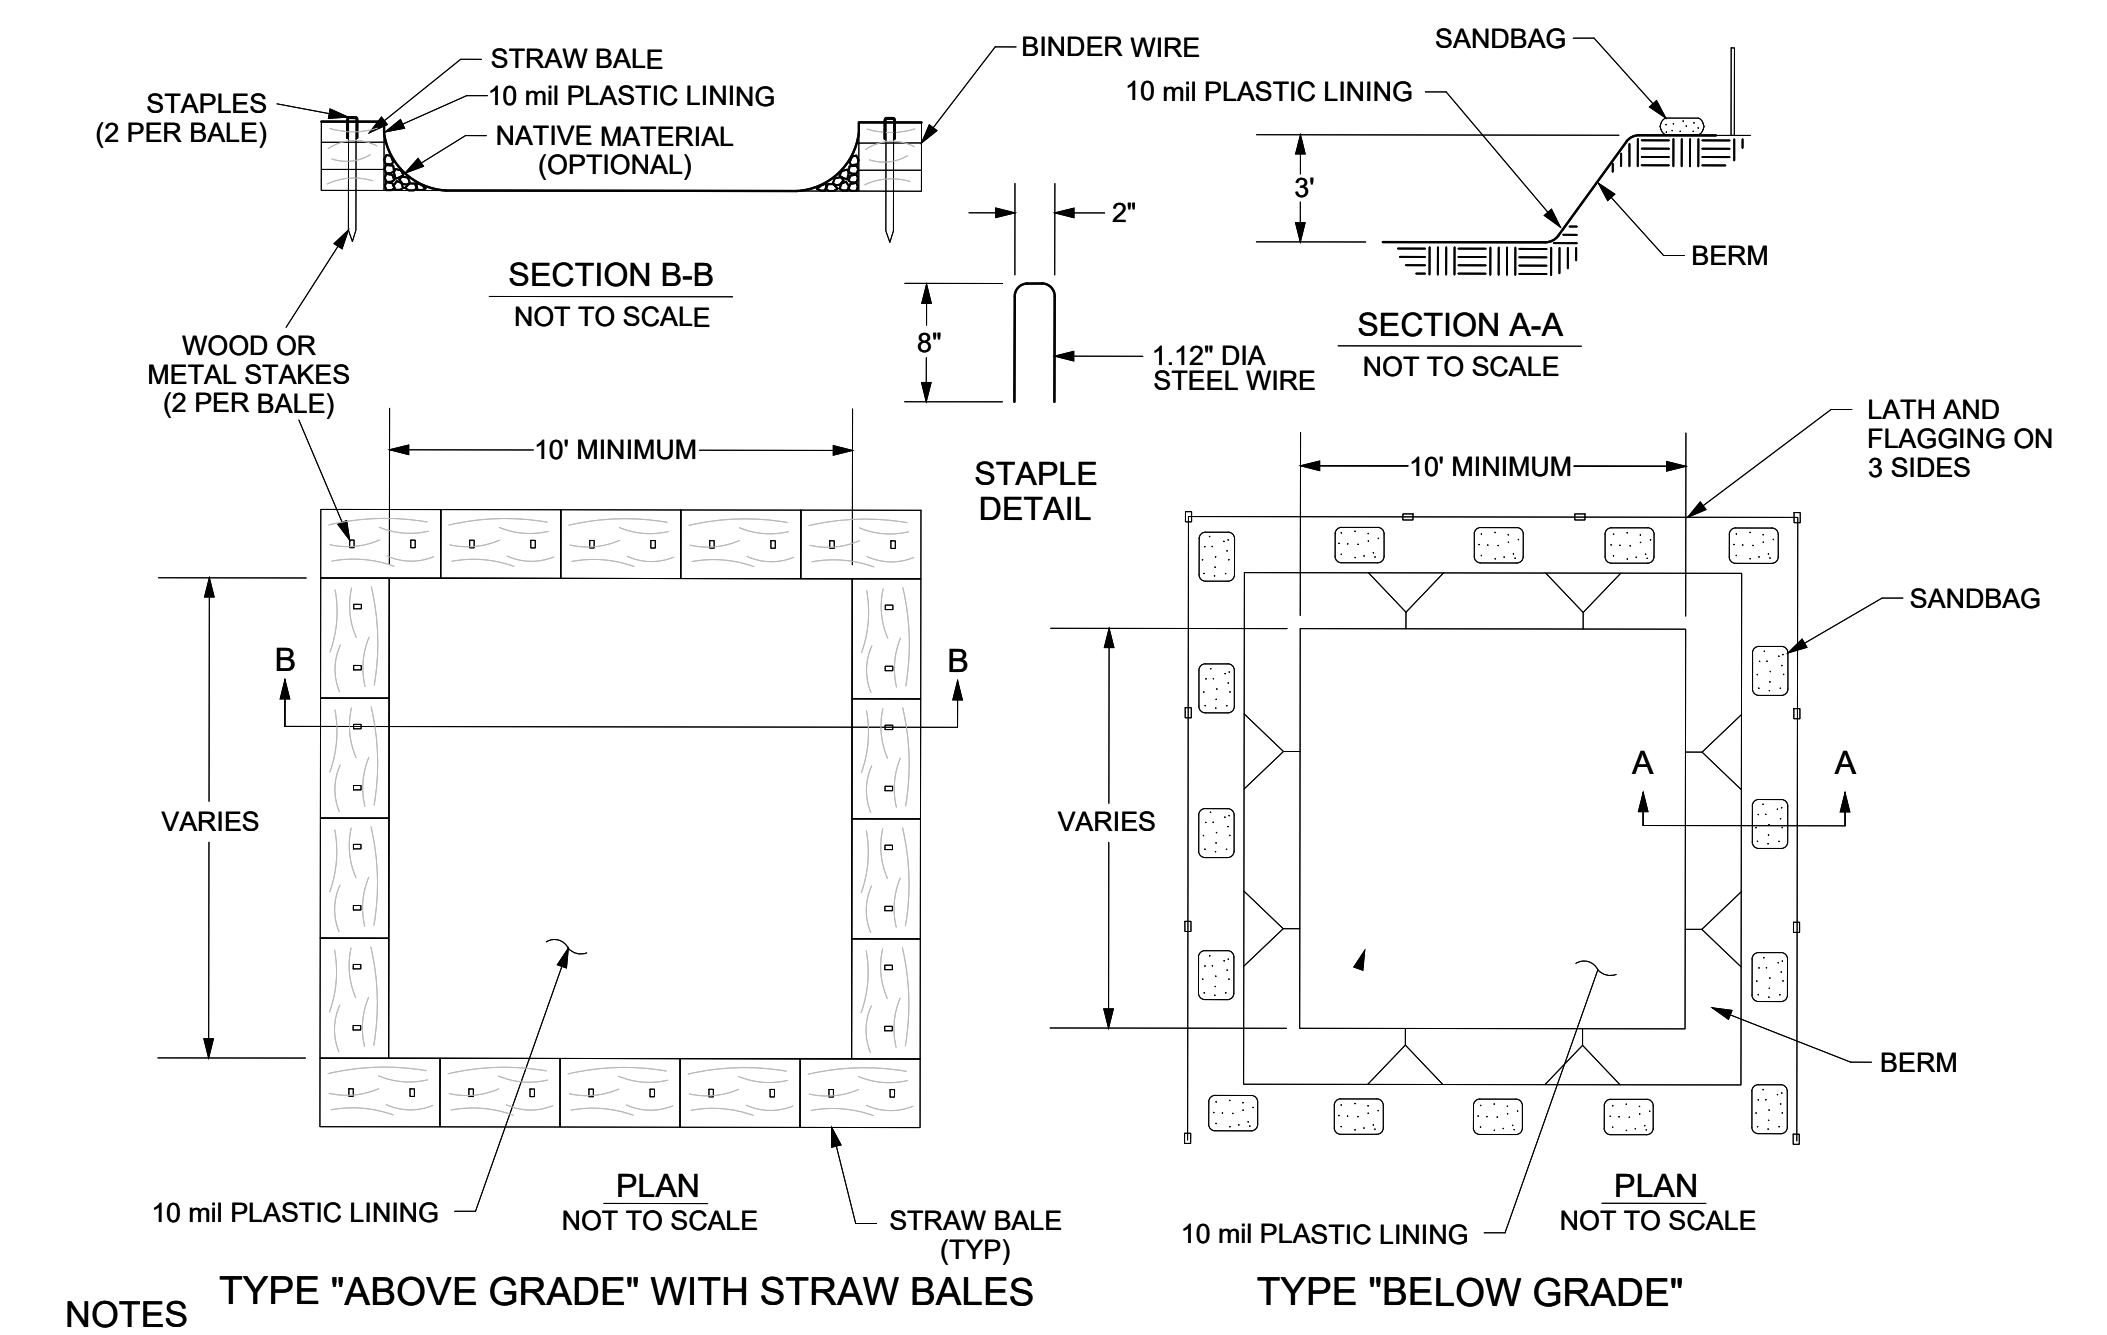 STRAW BALE
10 mil PLASTIC LINING
STAPLES
(2 PER BALE)
NATIVE MATERIAL
(OPTIONAL)
BINDER WIRE
SECTION B-B
NOT TO SCALE
WOOD OR
METAL STAKES
(2 PER BALE)
2"
8"
1.12" DIA
STEEL WIRE
STAPLE
DETAIL
SANDBAG
10 mil PLASTIC LINING
3'
BERM
SECTION A-A
NOT TO SCALE
10' MINIMUM
B
B
VARIES
10 mil PLASTIC LINING
PLAN
NOT TO SCALE
STRAW BALE
(TYP)
TYPE "ABOVE GRADE" WITH STRAW BALES
LATH AND
FLAGGING ON
3 SIDES
10' MINIMUM
SANDBAG
A
A
VARIES
BERM
10 mil PLASTIC LINING
PLAN
NOT TO SCALE
TYPE "BELOW GRADE"
NOTES